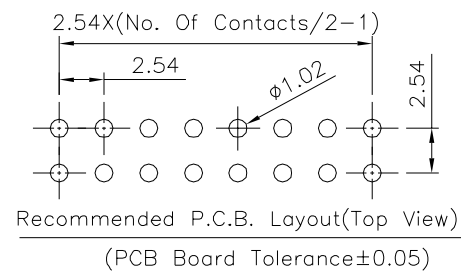 2.54X(No. Of Contacts/2-1)
2.54
ø1.02
2.54
Recommended P.C.B. Layout(Top View)
(PCB Board Tolerance±0.05)